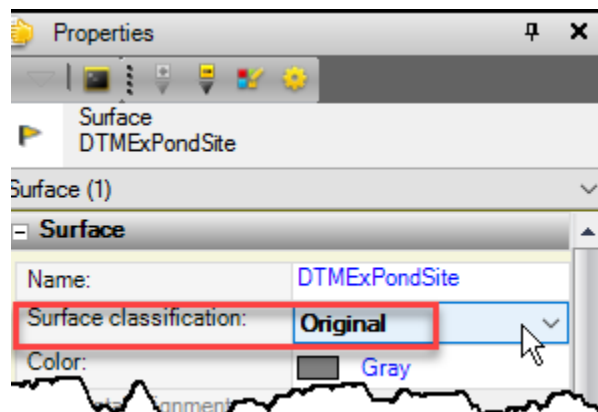 Properties
Surface
DTMExPondSite
Surface (1)
Surface
Name: DTMExPondSite
Surface classification: Original
Color: Gray